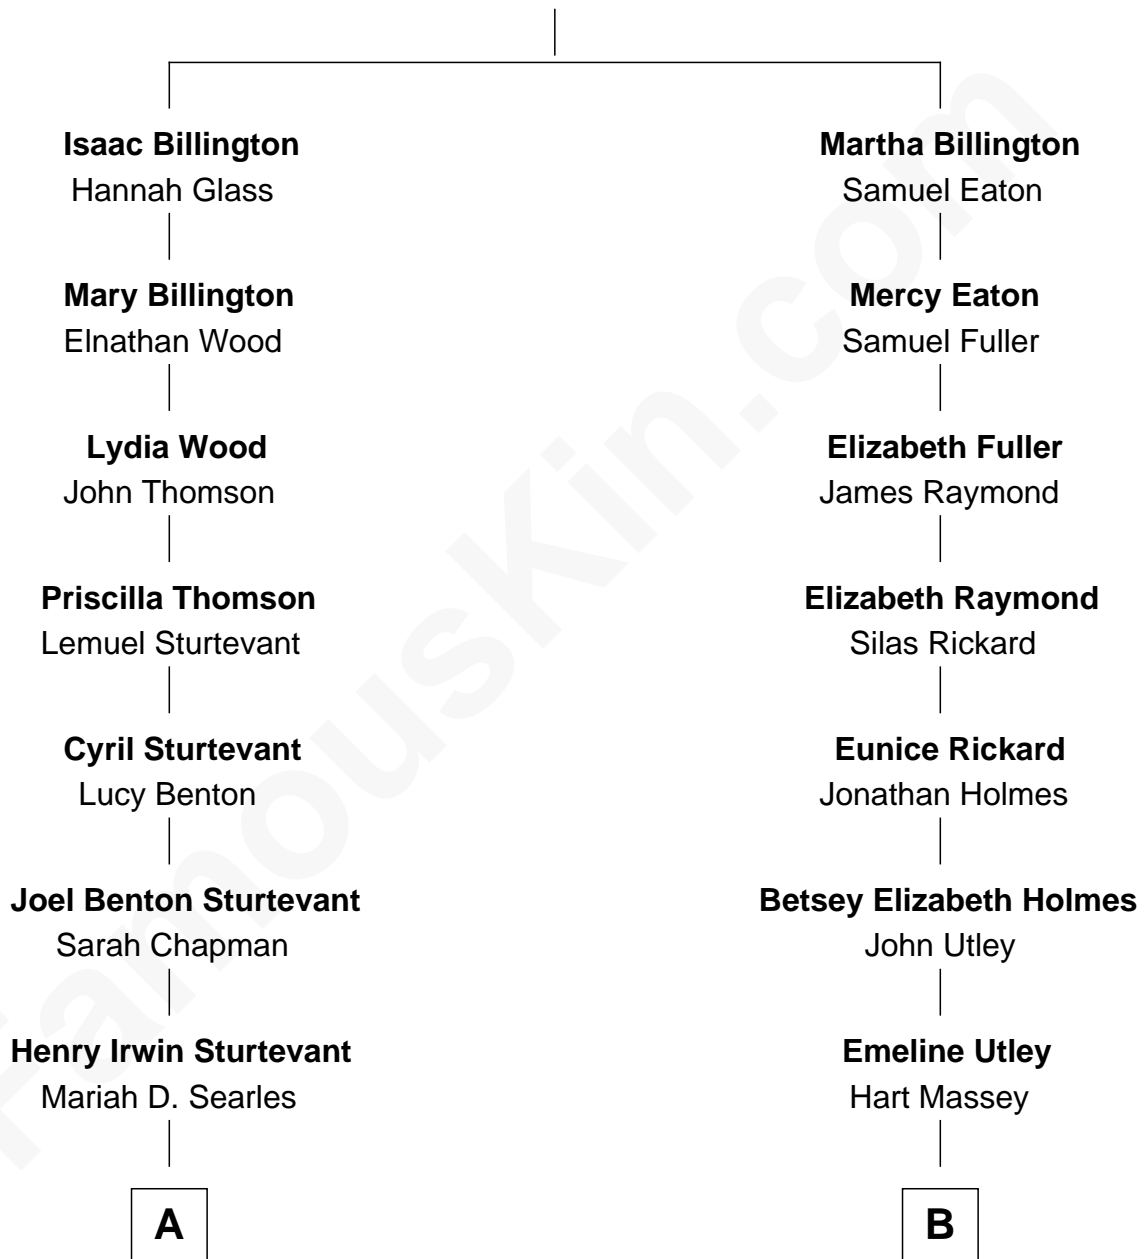 Isaac Billington
Hannah Glass
Mary Billington
Elnathan Wood
Lydia Wood
John Thomson
Priscilla Thomson
Lemuel Sturtevant
Cyril Sturtevant
Lucy Benton
Joel Benton Sturtevant
Sarah Chapman
Henry Irwin Sturtevant
Mariah D. Searles
A
Martha Billington
Samuel Eaton
Mercy Eaton
Samuel Fuller
Elizabeth Fuller
James Raymond
Elizabeth Raymond
Silas Rickard
Eunice Rickard
Jonathan Holmes
Betsey Elizabeth Holmes
John Utley
Emeline Utley
Hart Massey
B
FamousKin.com